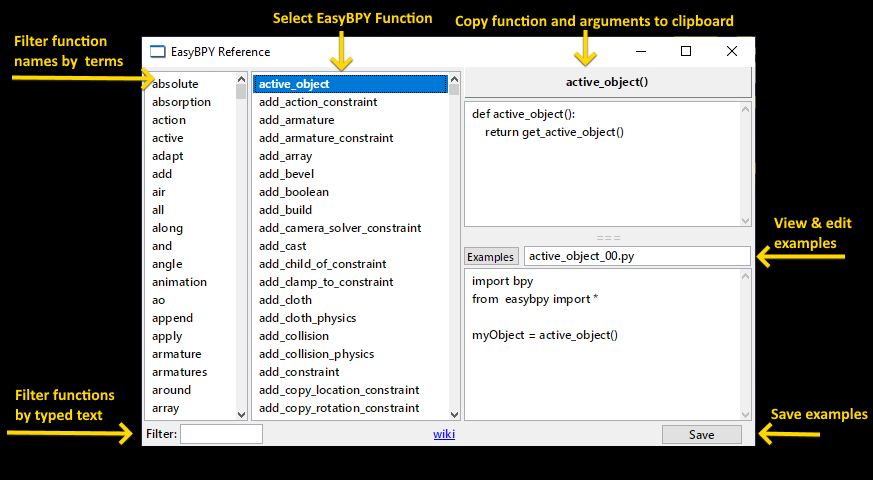 Select EasyBPY Function
Copy function and arguments to clipboard
Filter function
names by terms
EasyBPY Reference
absolute
absorption
action
active
adapt
add
air
all
along
and
angle
animation
ao
append
apply
armature
armatures
around
array
active_object
add_action_constraint
add_armature
add_armature_constraint
add_array
add_bevel
add_boolean
add_build
add_camera_solver_constraint
add_cast
add_child_of_constraint
add_clamp_to_constraint
add_cloth
add_cloth_physics
add_collision
add_collision_physics
add_constraint
add_copy_location_constraint
add_copy_rotation_constraint
active_object()
def active_object():
    return get_active_object()
===
Examples
active_object_00.py
import bpy
from  easybpy import *
myObject = active_object()
View & edit
examples
Filter functions
by typed text
Filter:
wiki
Save
Save examples